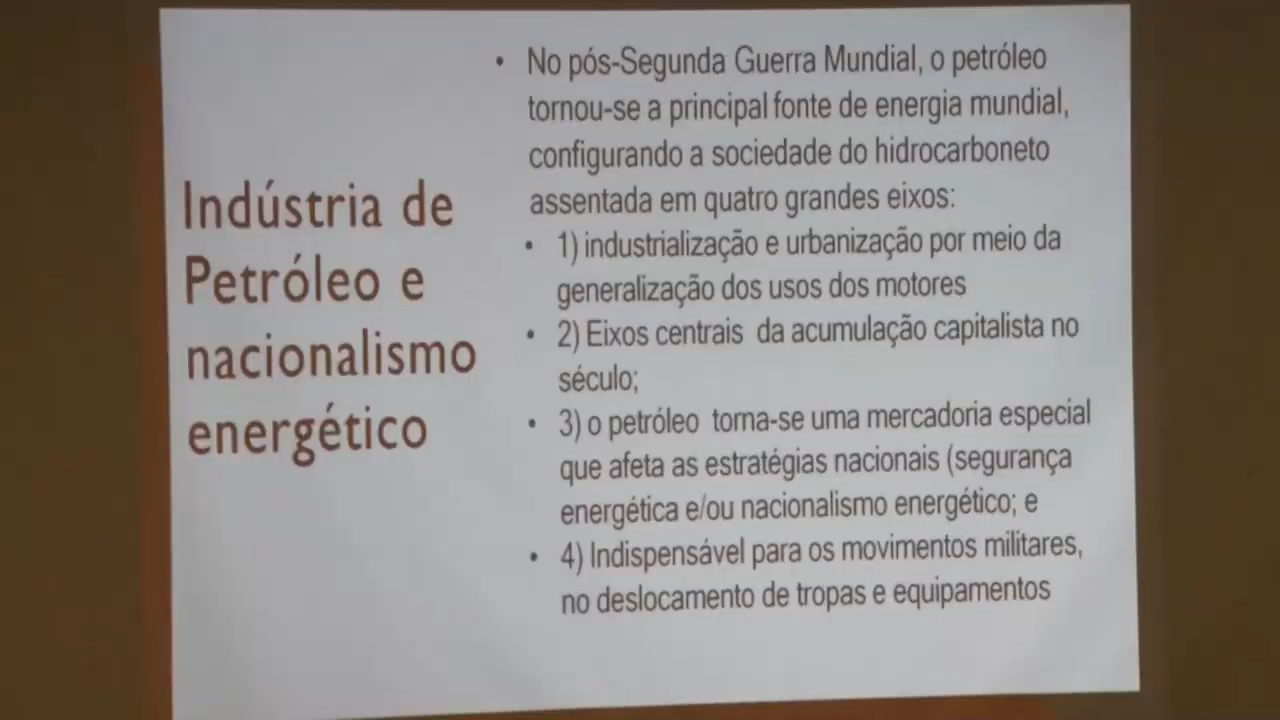 Indústria de
Petróleo e
nacionalismo
energético
• No pós-Segunda Guerra Mundial, o petróleo
tornou-se a principal fonte de energia mundial,
configurando a sociedade do hidrocarboneto
assentada em quatro grandes eixos:
• 1) industrialização e urbanização por meio da
generalização dos usos dos motores
• 2) Eixos centrais da acumulação capitalista no
século;
• 3) o petróleo torna-se uma mercadoria especial
que afeta as estratégias nacionais (segurança
energética e/ou nacionalismo energético; e
• 4) Indispensável para os movimentos militares,
no deslocamento de tropas e equipamentos